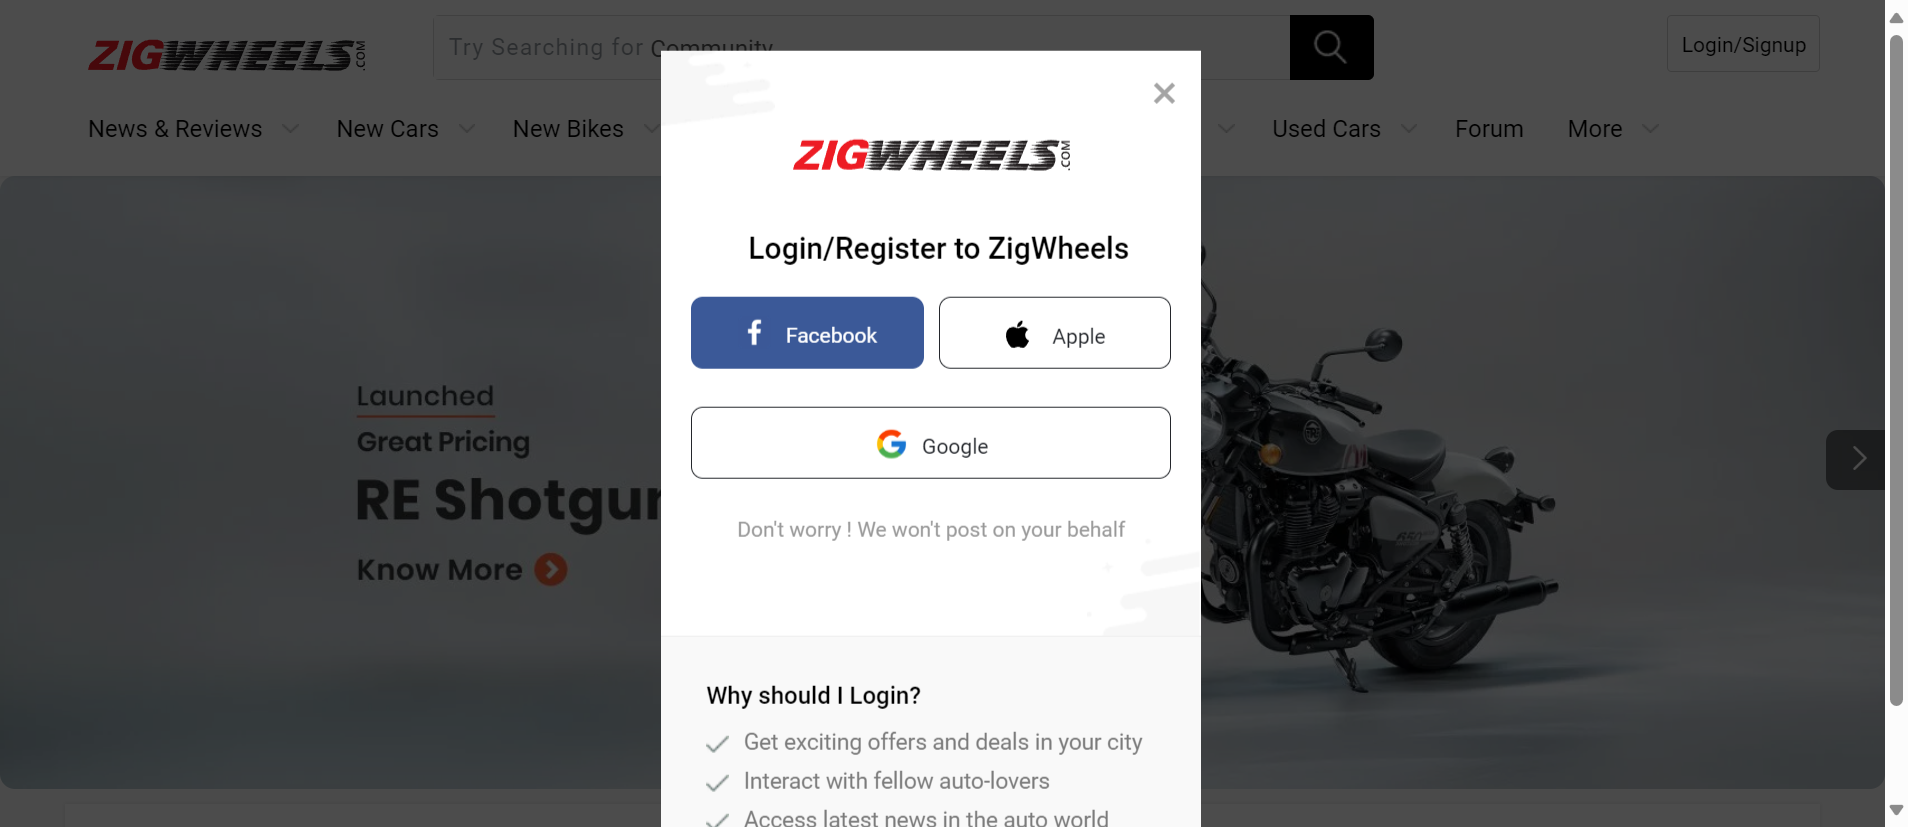 ZIGWHEELS.COM
Try Searching for Community
Login/Signup
News & Reviews
New Cars
New Bikes
Used Cars
Forum
More
Launched
Great Pricing
RE Shotgun
Know More
650
ZIGWHEELS.COM
Login/Register to ZigWheels
Facebook
Apple
Google
Don't worry ! We won't post on your behalf
Why should I Login?
Get exciting offers and deals in your city
Interact with fellow auto-lovers
Access latest news in the auto world